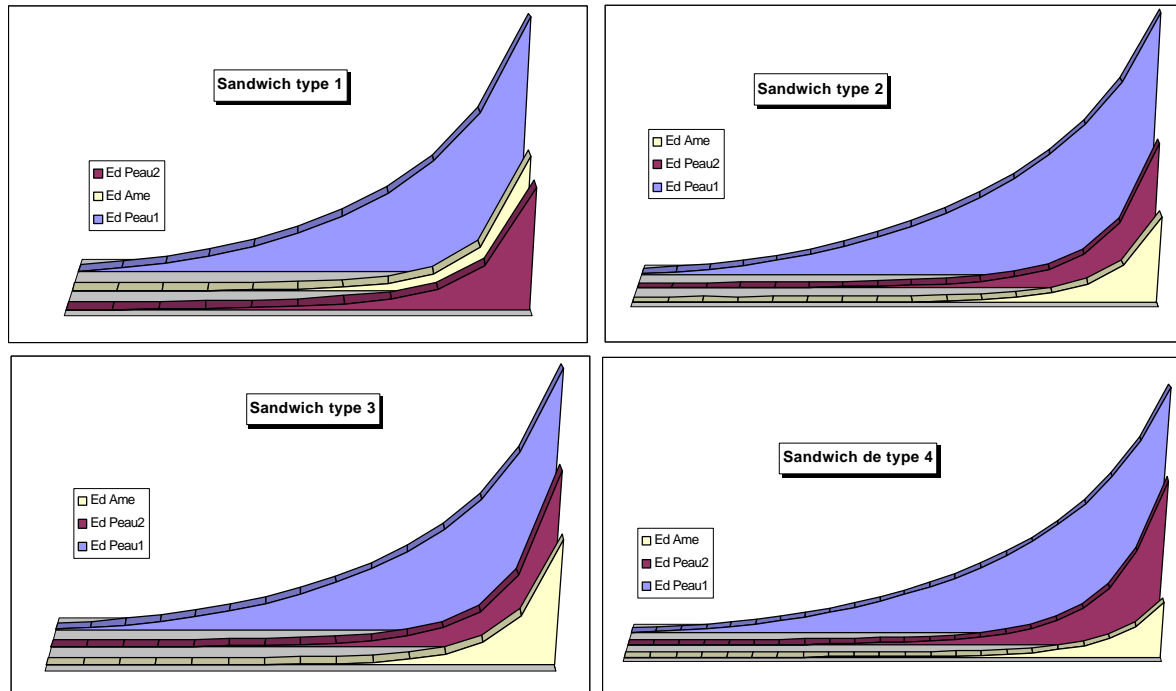 Sandwich type 1
Ed Peau2
Ed Ame
Ed Peau1
Sandwich type 2
Ed Ame
Ed Peau2
Ed Peau1
Sandwich type 3
Ed Ame
Ed Peau2
Ed Peau1
Sandwich de type 4
Ed Ame
Ed Peau2
Ed Peau1